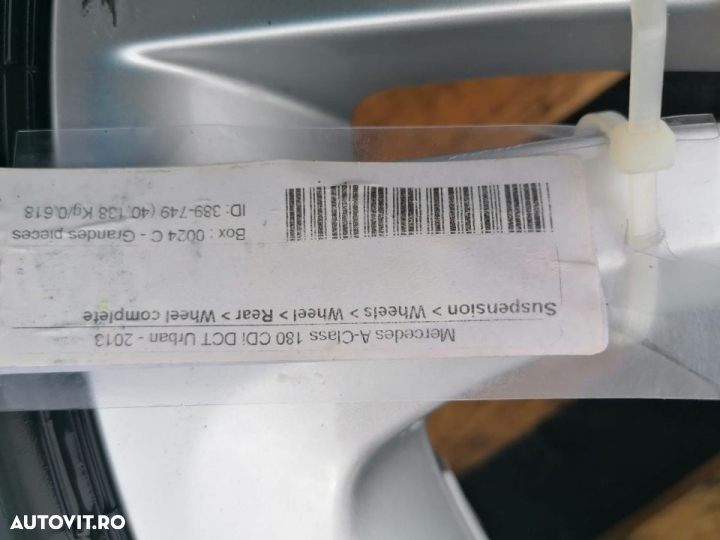 Mercedes A-Class 180 CDi DCT Urban - 2013
Suspension > Wheels > Wheel > Rear > Wheel complete
Box : 0024 C - Grandes pieces
ID: 389-749 (40,138 Kg/0,618
AUTOVIT.RO